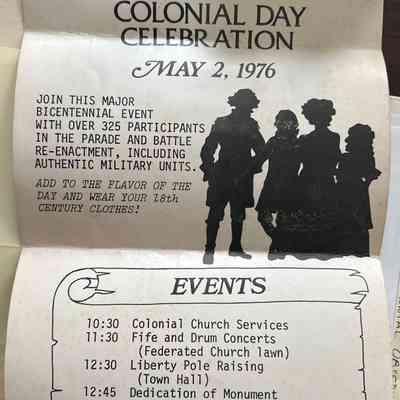 COLONIAL DAY
CELEBRATION
MAY 2, 1976
JOIN THIS MAJOR
BICENTENNIAL EVENT
WITH OVER 325 PARTICIPANTS
IN THE PARADE AND BATTLE
RE-ENACTMENT, INCLUDING
AUTHENTIC MILITARY UNITS.
ADD TO THE FLAVOR OF THE
DAY AND WEAR YOUR 18th
CENTURY CLOTHES!
EVENTS
10:30 Colonial Church Services
11:30 Fife and Drum Concerts
(Federated Church lawn)
12:30 Liberty Pole Raising
(Town Hall)
12:45 Dedication of Monument